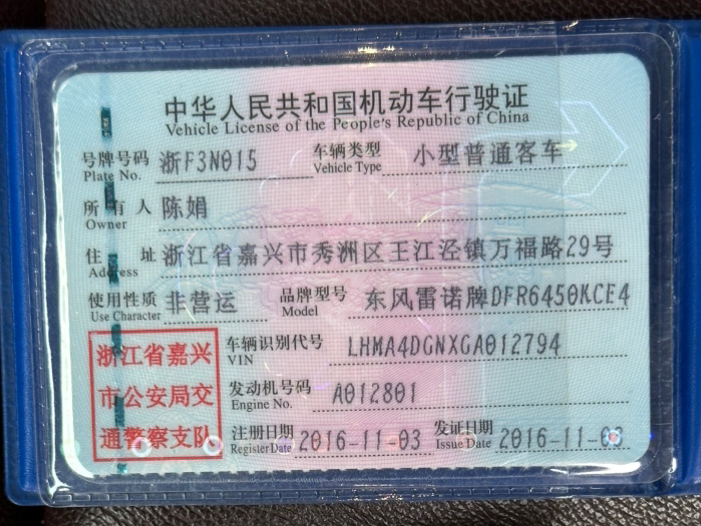 中华人民共和国机动车行驶证
Vehicle License of the People's Republic of China
号牌号码 浙F3N015 车辆类型 小型普通客车
Plate No. Vehicle Type
所有人 陈娟
Owner
住址 浙江省嘉兴市秀洲区王江泾镇万福路29号
Address
使用性质 非营运 品牌型号 东风雷诺牌DFR6450KCE4
Use Character Model
浙江省嘉兴
市公安局交
通警察支队
车辆识别代号 LHMA4DGNXGA012794
VIN
发动机号码 A012801
Engine No.
注册日期 2016-11-03 发证日期 2016-11-03
Register Date Issue Date